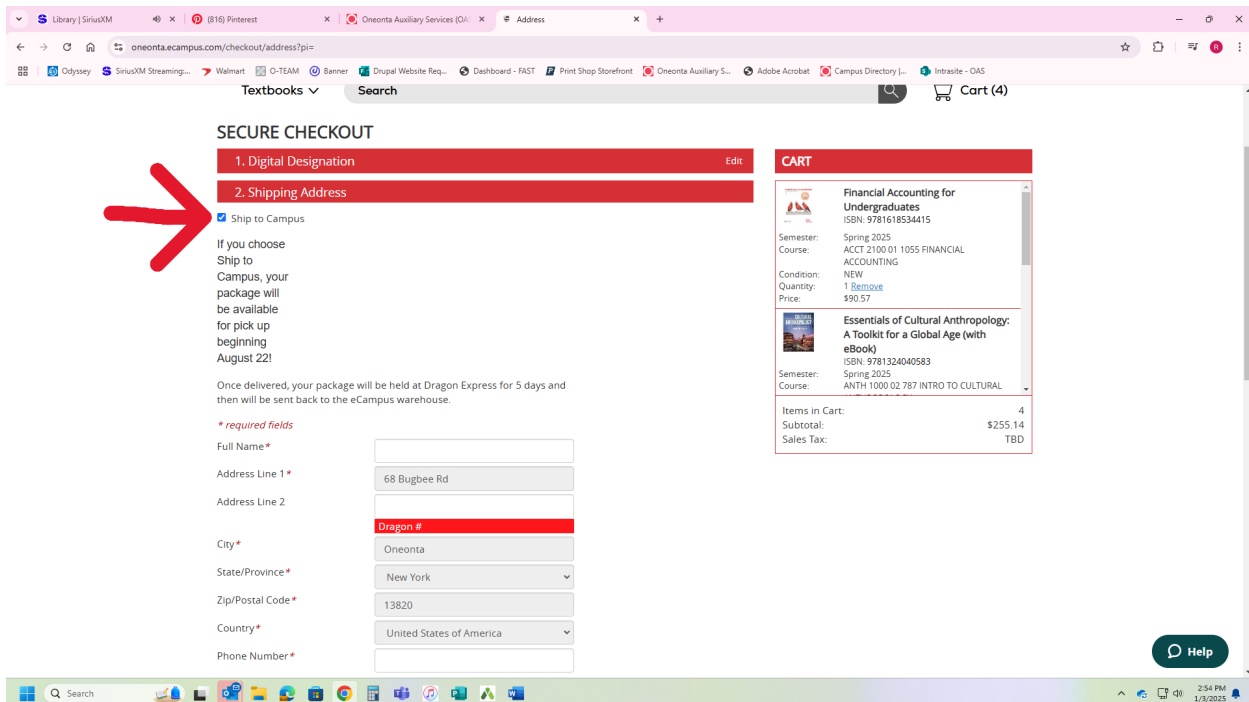 Library | SiriusXM
(816) Pinterest
Oneonta Auxiliary Services (OA
Address
oneonta.ecampus.com/checkout/address?pi=
Odyssey
SiriusXM Streaming:...
Walmart
O-TEAM
Banner
Drupal Website Req...
Dashboard - FAST
Print Shop Storefront
Oneonta Auxiliary S...
Adobe Acrobat
Campus Directory |...
Intrasite - OAS
Textbooks
Search
Cart (4)
SECURE CHECKOUT
1. Digital Designation
Edit
2. Shipping Address
Ship to Campus
If you choose
Ship to
Campus, your
package will
be available
for pick up
beginning
August 22!
Once delivered, your package will be held at Dragon Express for 5 days and
then will be sent back to the eCampus warehouse.
* required fields
Full Name*
Address Line 1*
68 Bugbee Rd
Address Line 2
Dragon #
City*
Oneonta
State/Province*
New York
Zip/Postal Code*
13820
Country*
United States of America
Phone Number*
CART
Financial Accounting for
Undergraduates
ISBN: 9781618534415
Semester: Spring 2025
Course: ACCT 2100 01 1055 FINANCIAL
ACCOUNTING
Condition: NEW
Quantity: 1 Remove
Price: $90.57
Essentials of Cultural Anthropology:
A Toolkit for a Global Age (with
eBook)
ISBN: 9781324040583
Semester: Spring 2025
Course: ANTH 1000 02 787 INTRO TO CULTURAL
Items in Cart: 4
Subtotal: $255.14
Sales Tax: TBD
Help
Search
2:54 PM
1/3/2025